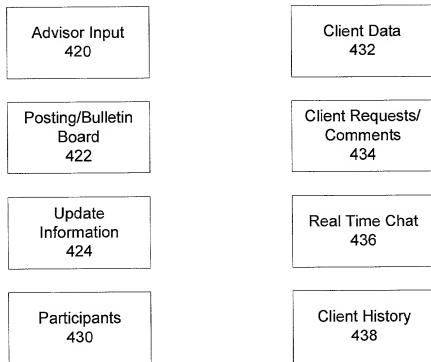 Advisor Input
420
Client Data
432
Posting/Bulletin
Board
422
Client Requests/
Comments
434
Update
Information
424
Real Time Chat
436
Participants
430
Client History
438